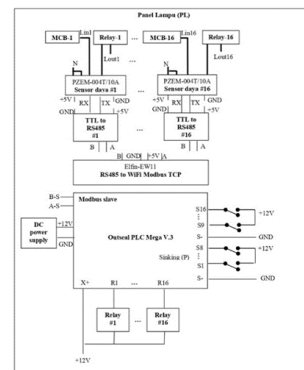 Panel Lampu (PL)
MCB-1 Lin1 Relay-1 ... MCB-16 Lin16 Relay-16
Lout1 Lout16
N N
PZEM-004T/10A PZEM-004T/10A
Sensor daya #1 ... Sensor daya #16
+5V RX TX GND +5V RX TX GND
GND +5V GND +5V
TTL to RS485 #1 ... TTL to RS485 #16
B A B A
B GND +5V A
Elfin-EW11
RS485 to WiFi Modbus TCP
B-S
A-S
Modbus slave
DC power supply
+12V
GND
Outseal PLC Mega V.3
S16 +12V
S9
S- GND
S8 +12V
Sinking (P)
S1
S- GND
X+ R1 ... R16
Relay #1 ... Relay #16
+12V